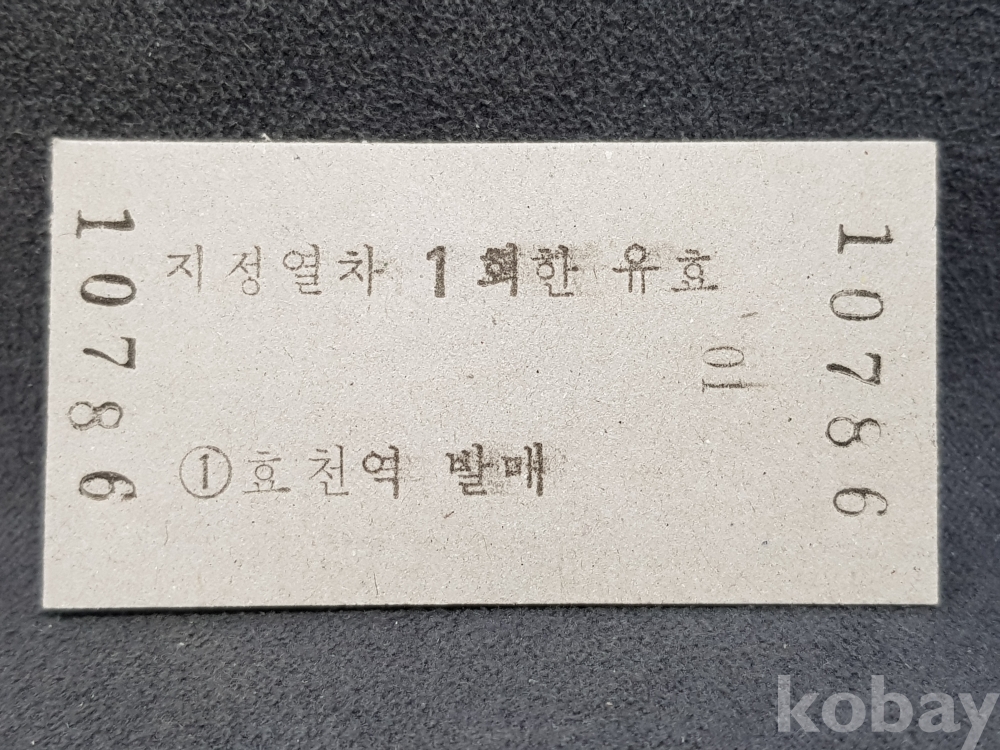 10786
지정열차 1회한 유효
①효천역 발매
10786
kobay